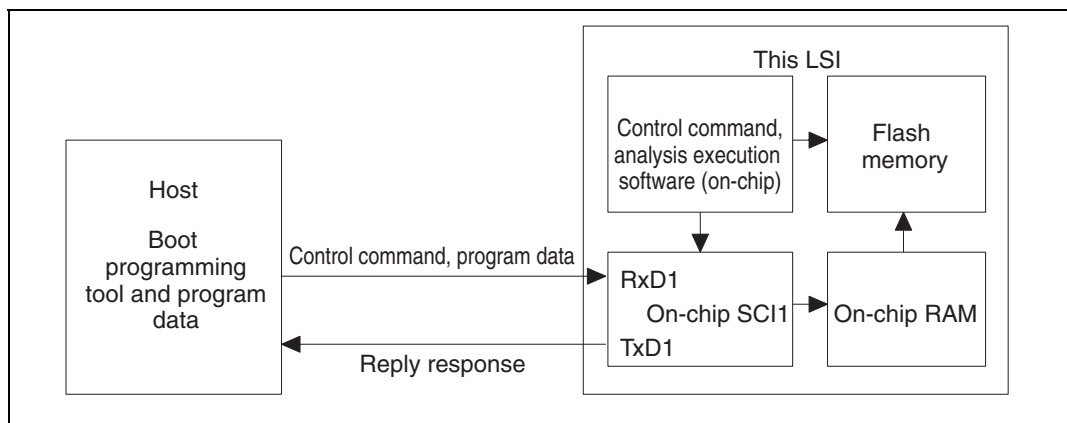 This LSI
Host
Boot
programming
tool and program
data
Control command, program data
Reply response
Control command,
analysis execution
software (on-chip)
Flash
memory
RxD1
On-chip SCI1
TxD1
On-chip RAM